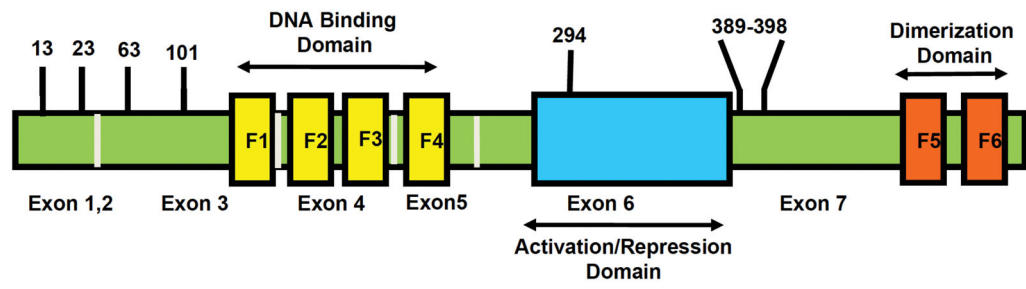 DNA Binding
Domain
13 23 63 101
294
389-398
Dimerization
Domain
F1 F2 F3 F4 F5 F6
Exon 1,2 Exon 3 Exon 4 Exon5 Exon 6 Exon 7
Activation/Repression
Domain